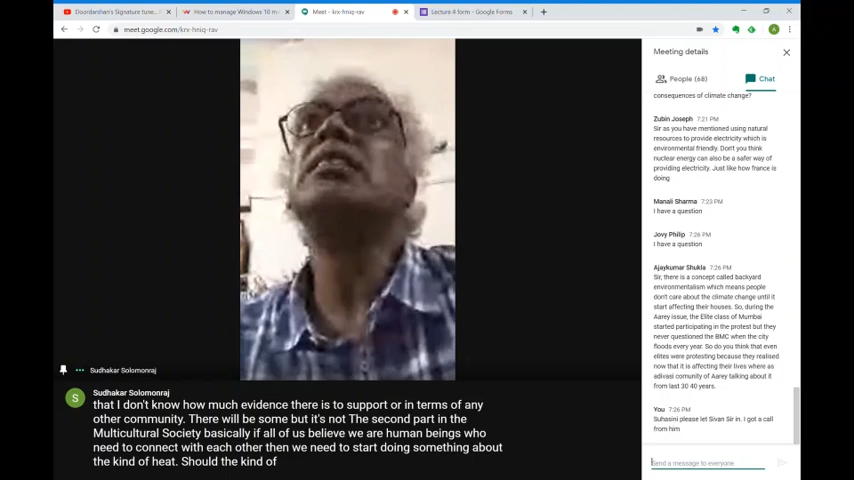 Doordarshan's Signature tune...
How to manage Windows 10 n
Meet - krx-hniq-rav
Lecture 4 form - Google Forms
meet.google.com/krx-hniq-rav
A
Meeting details
People (68)
Chat
consequences of climate change?
Zubin Joseph 7:21 PM
Sir as you have mentioned using natural
resources to provide electricity which is
environmental friendly. Don't you think
nuclear energy can also be a safer way of
providing electricity. Just like how france is
doing
Manali Sharma 7:23 PM
I have a question
Jovy Philip 7:26 PM
I have a question
Ajaykumar Shukla 7:26 PM
Sir, there is a concept called backyard
environmentalism which means people
don't care about the climate change until it
start affecting their houses. So, during the
Aarey issue, the Elite class of Mumbai
started participating in the protest but they
never questioned the BMC when the city
floods every year. So do you think that even
elites were protesting because they realised
now that it is affecting their lives where as
adivasi comunity of Aarey talking about it
from last 30 40 years.
You 7:26 PM
Suhasini please let Sivan Sir in. I got a call
from him
Send a message to everyone
Sudhakar Solomonraj
S
Sudhakar Solomonraj
that I don't know how much evidence there is to support or in terms of any
other community. There will be some but it's not The second part in the
Multicultural Society basically if all of us believe we are human beings who
need to connect with each other then we need to start doing something about
the kind of heat. Should the kind of